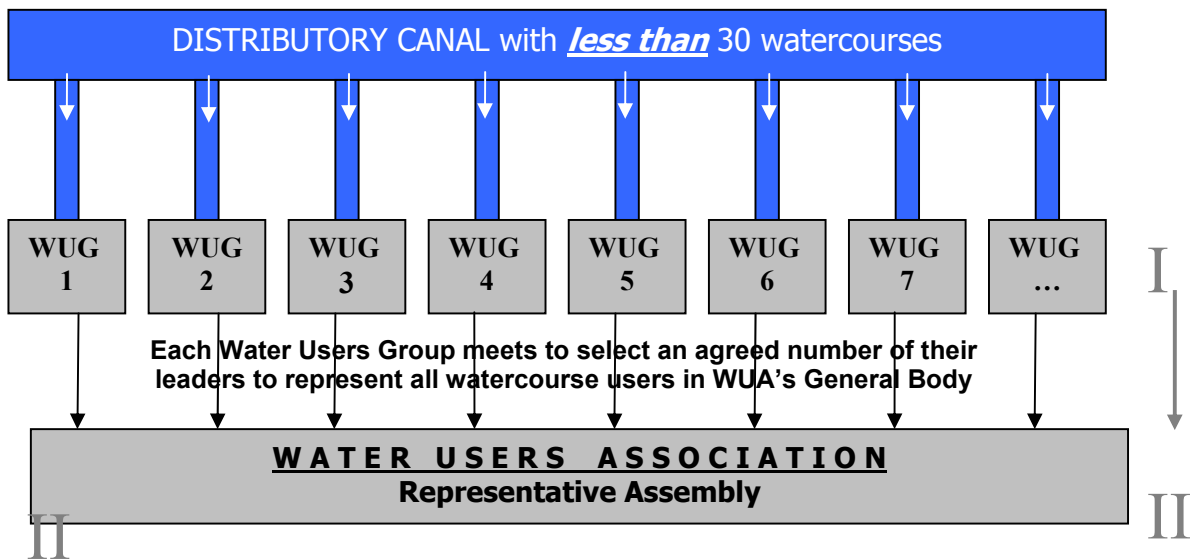 DISTRIBUTORY CANAL with less than 30 watercourses
WUG 1
WUG 2
WUG 3
WUG 4
WUG 5
WUG 6
WUG 7
WUG …
I
Each Water Users Group meets to select an agreed number of their
leaders to represent all watercourse users in WUA's General Body
WATER USERS ASSOCIATION
Representative Assembly
II
II